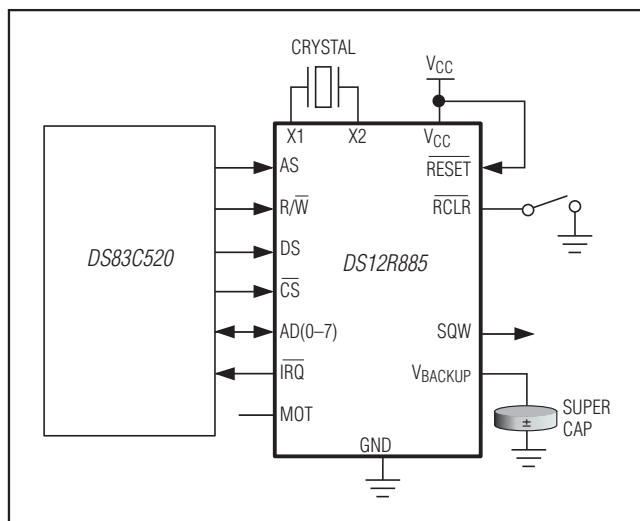 CRYSTAL
VCC
X1
X2
VCC
AS
RESET
R/W
RCLR
DS83C520
DS
DS12R885
CS
AD(0–7)
SQW
IRQ
VBACKUP
MOT
SUPER
CAP
±
GND